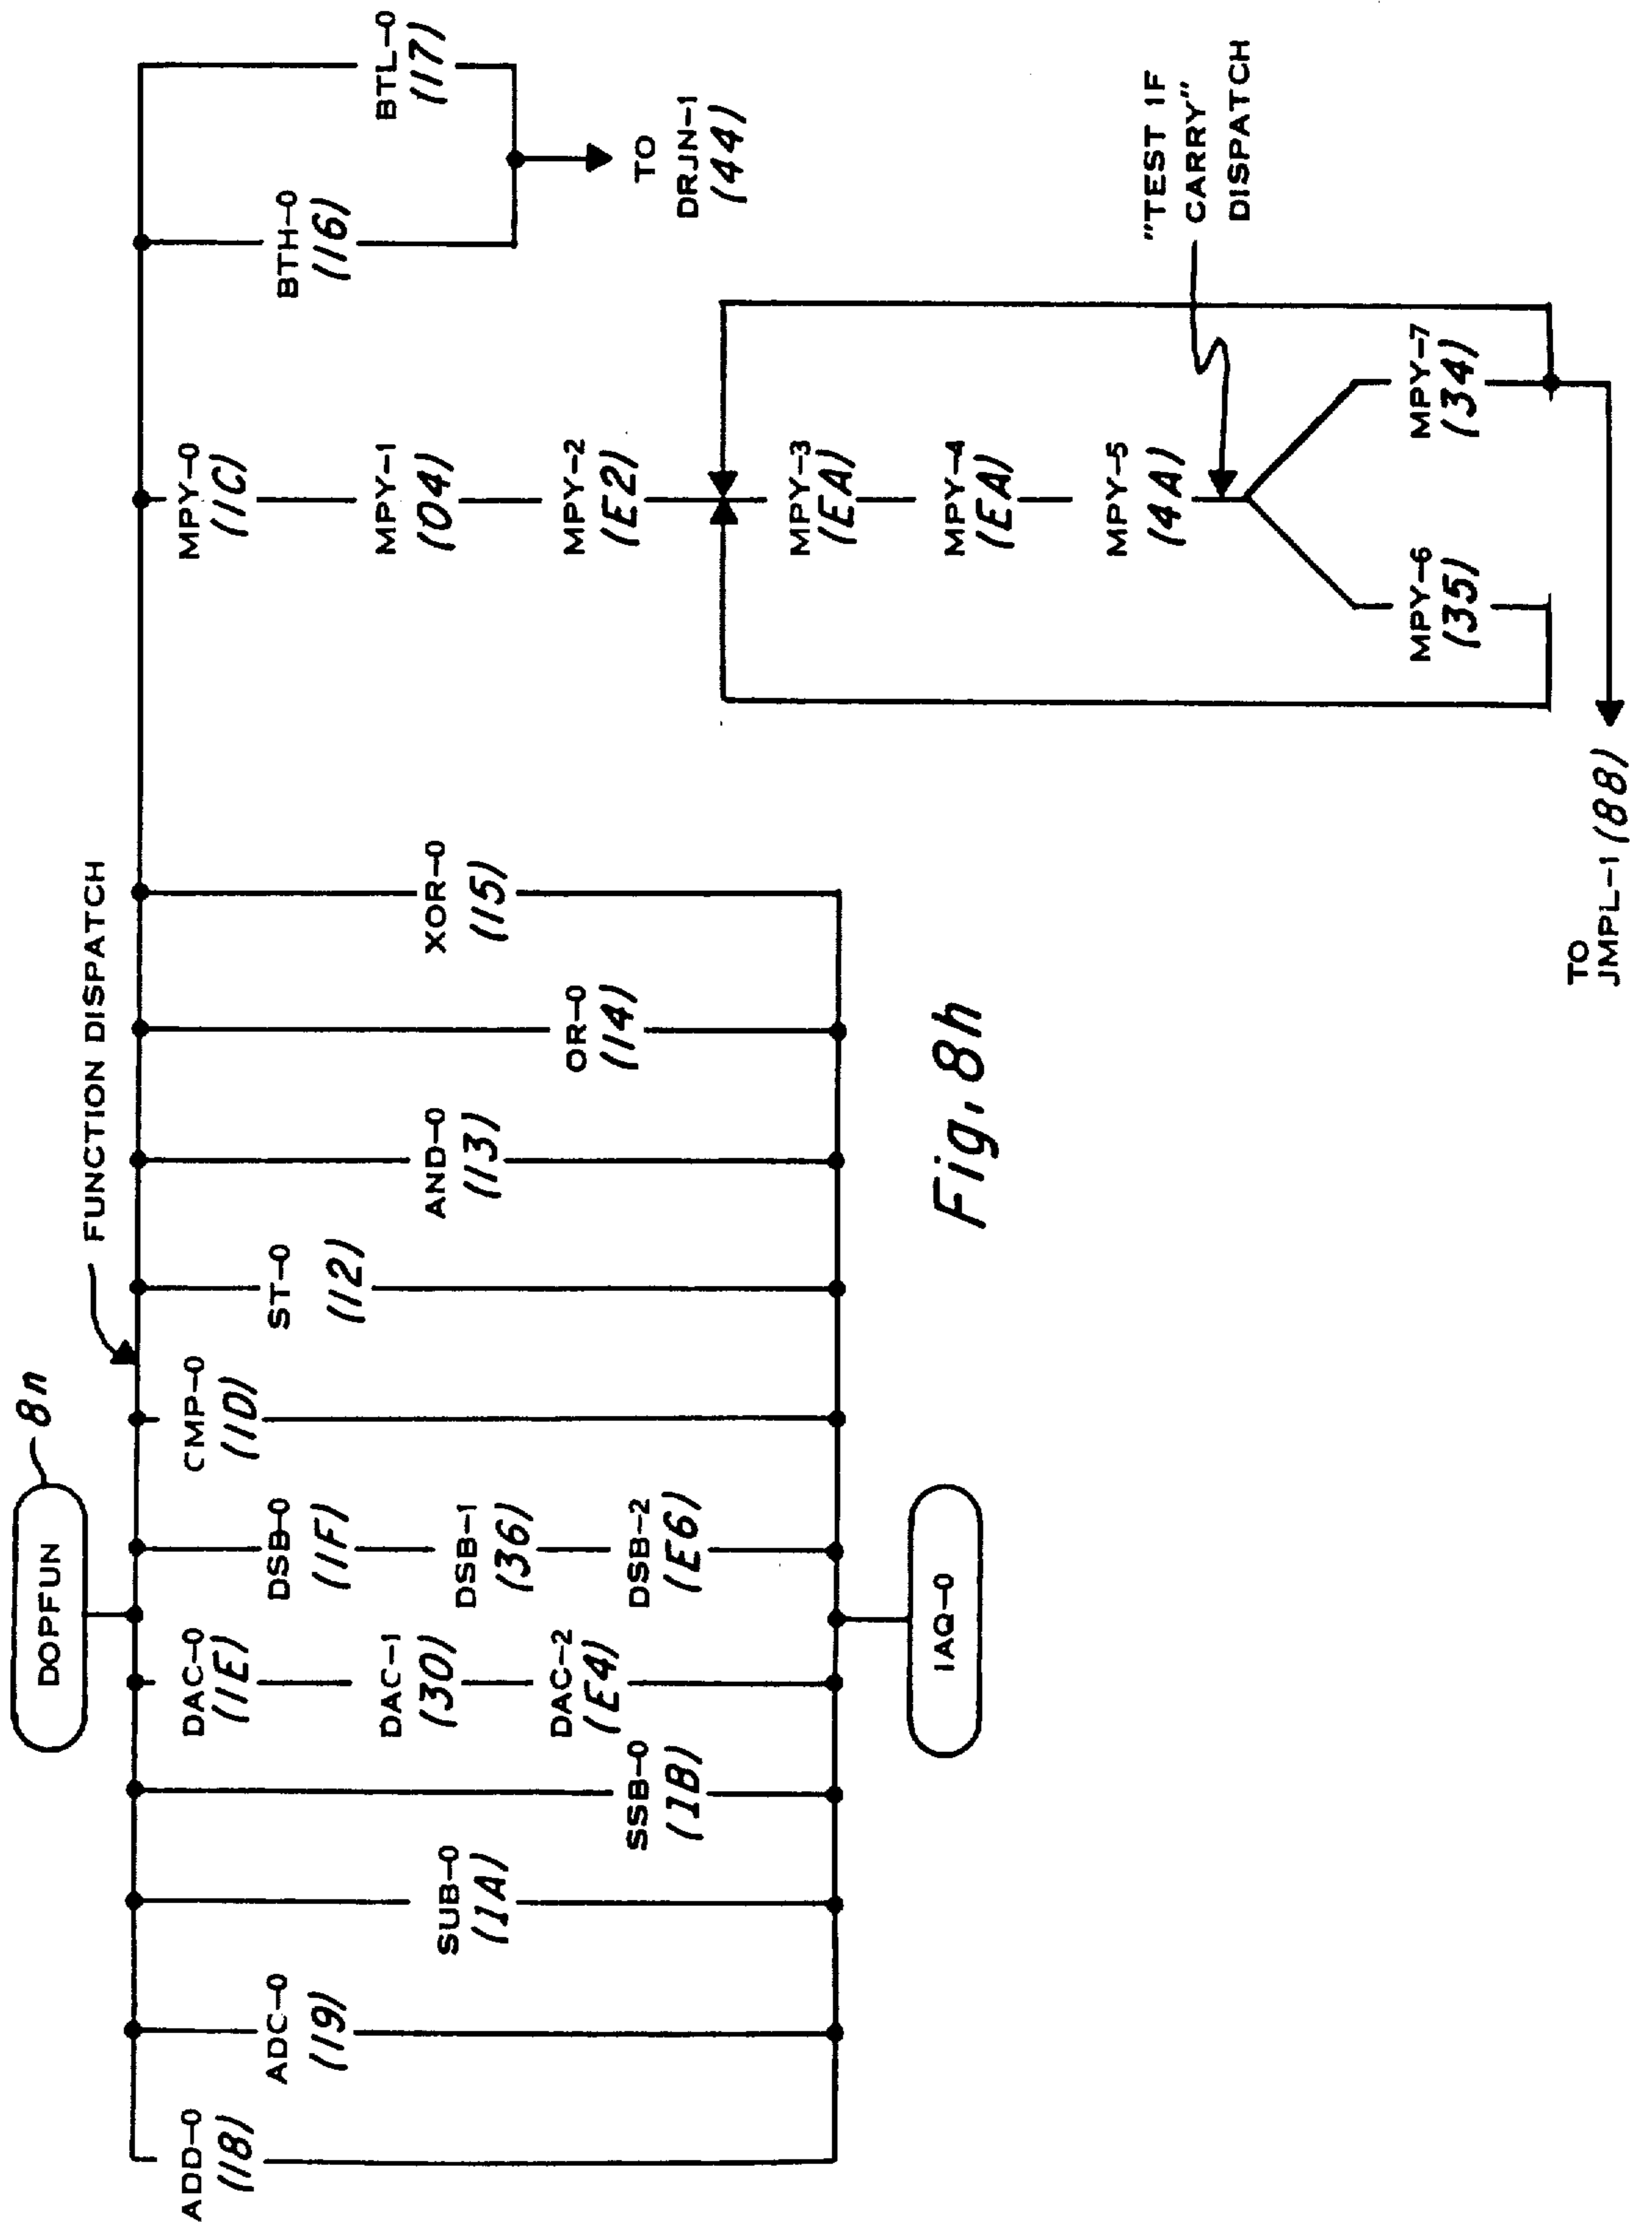 DOPFUN
8n
FUNCTION DISPATCH
ADD-0
(18)
ADC-0
(19)
SUB-0
(1A)
SSB-0
(1B)
DAC-0
(1E)
DAC-1
(30)
DAC-2
(E4)
DSB-0
(1F)
DSB-1
(36)
DSB-2
(E6)
CMP-0
(1D)
ST-0
(12)
AND-0
(13)
OR-0
(14)
XOR-0
(15)
MPY-0
(1C)
MPY-1
(04)
MPY-2
(E2)
MPY-3
(EA)
MPY-4
(EA)
MPY-5
(4A)
MPY-6
(35)
MPY-7
(34)
"TEST IF
CARRY"
DISPATCH
BTH-0
(16)
BTL-0
(17)
TO
DRJN-1
(44)
TO
JMPL-1 (88)
IAQ-0
Fig. 8h